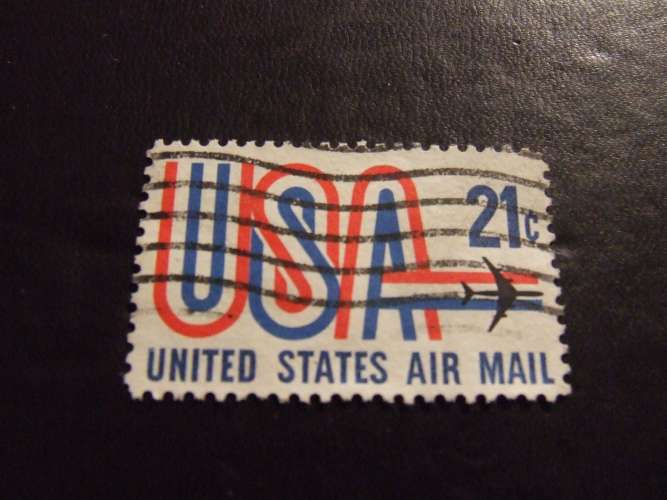 USA
21c
UNITED STATES AIR MAIL